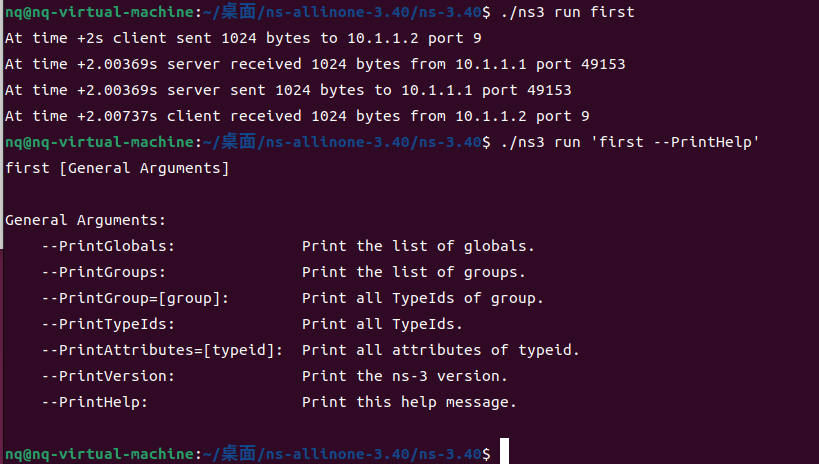 nq@nq-virtual-machine:~/桌面/ns-allinone-3.40/ns-3.40$ ./ns3 run first
At time +2s client sent 1024 bytes to 10.1.1.2 port 9
At time +2.00369s server received 1024 bytes from 10.1.1.1 port 49153
At time +2.00369s server sent 1024 bytes to 10.1.1.1 port 49153
At time +2.00737s client received 1024 bytes from 10.1.1.2 port 9
nq@nq-virtual-machine:~/桌面/ns-allinone-3.40/ns-3.40$ ./ns3 run 'first --PrintHelp'
first [General Arguments]

General Arguments:
    --PrintGlobals:              Print the list of globals.
    --PrintGroups:               Print the list of groups.
    --PrintGroup=[group]:        Print all TypeIds of group.
    --PrintTypeIds:              Print all TypeIds.
    --PrintAttributes=[typeid]:  Print all attributes of typeid.
    --PrintVersion:              Print the ns-3 version.
    --PrintHelp:                 Print this help message.

nq@nq-virtual-machine:~/桌面/ns-allinone-3.40/ns-3.40$